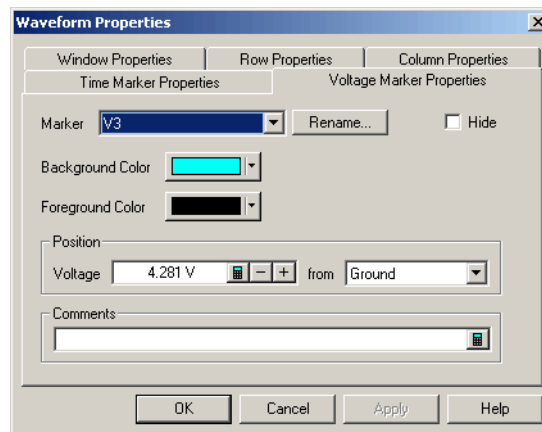 Waveform Properties
Window Properties Row Properties Column Properties
Time Marker Properties Voltage Marker Properties
Marker V3 Rename... Hide
Background Color
Foreground Color
Position
Voltage 4.281 V - + from Ground
Comments
OK Cancel Apply Help